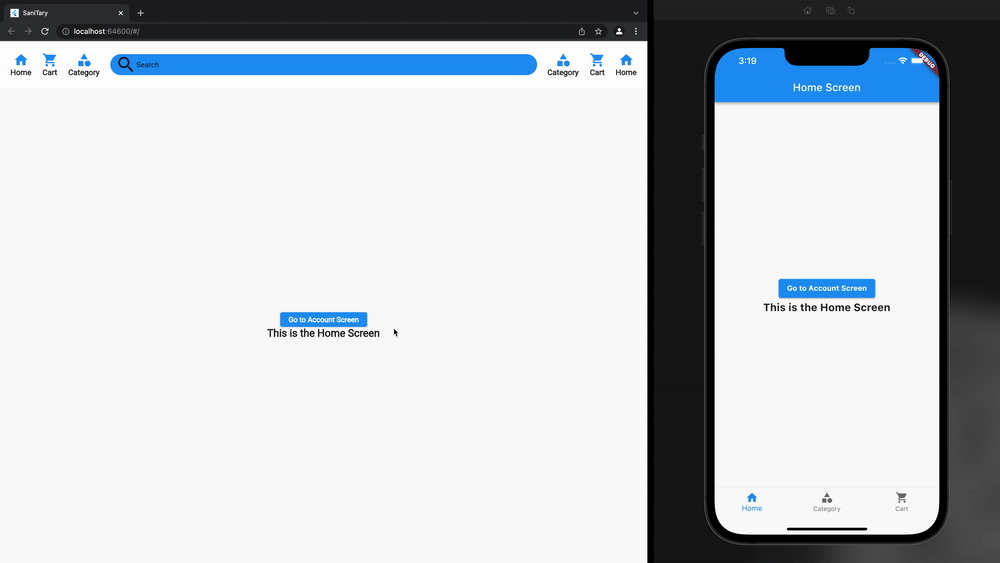 SaniTary
localhost:64600/#/
Home Cart Category Search Category Cart Home
Go to Account Screen
This is the Home Screen
3:19
DEBUG
Home Screen
Go to Account Screen
This is the Home Screen
Home Category Cart